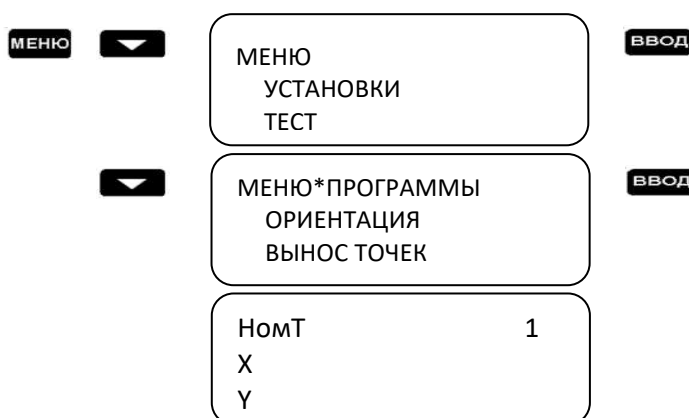 МЕНЮ
МЕНЮ
УСТАНОВКИ
ТЕСТ
ВВОД
МЕНЮ*ПРОГРАММЫ
ОРИЕНТАЦИЯ
ВЫНОС ТОЧЕК
ВВОД
НомТ 1
X
Y